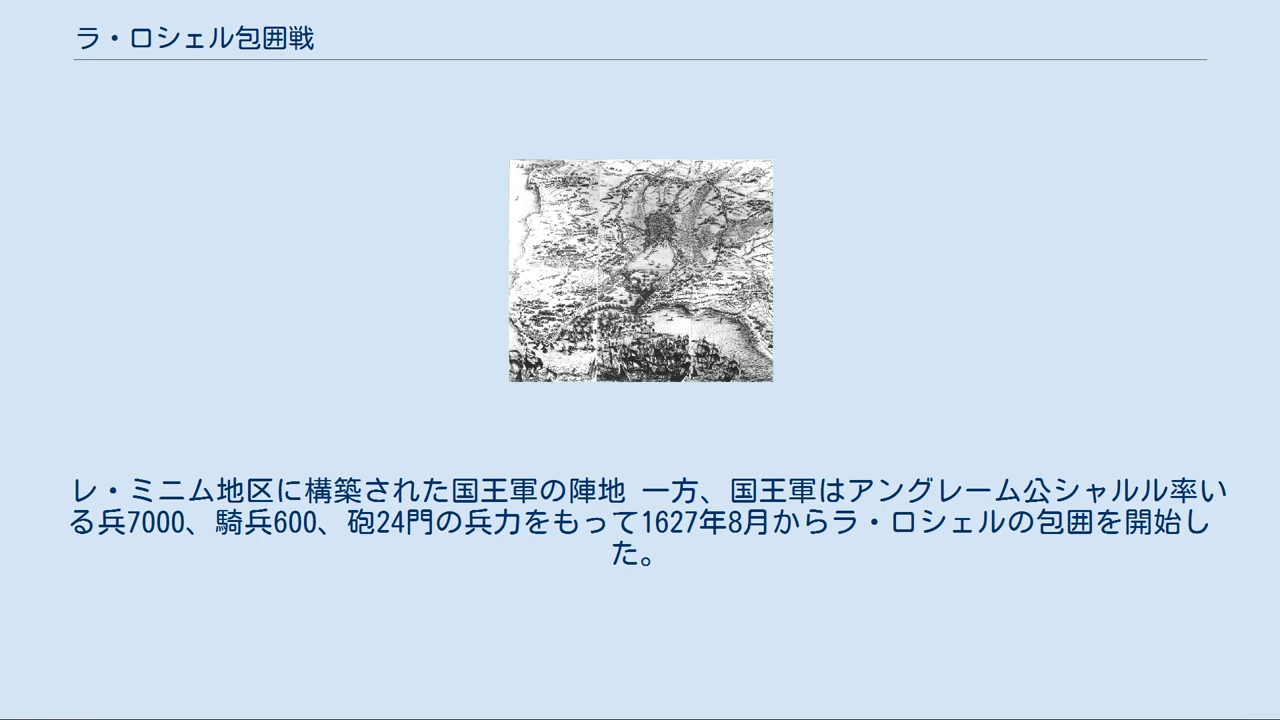 ラ・ロシェル包囲戦
レ・ミニム地区に構築された国王軍の陣地 一方、国王軍はアングレーム公シャルル率い
る兵7000、騎兵600、砲24門の兵力をもって1627年8月からラ・ロシェルの包囲を開始し
た。